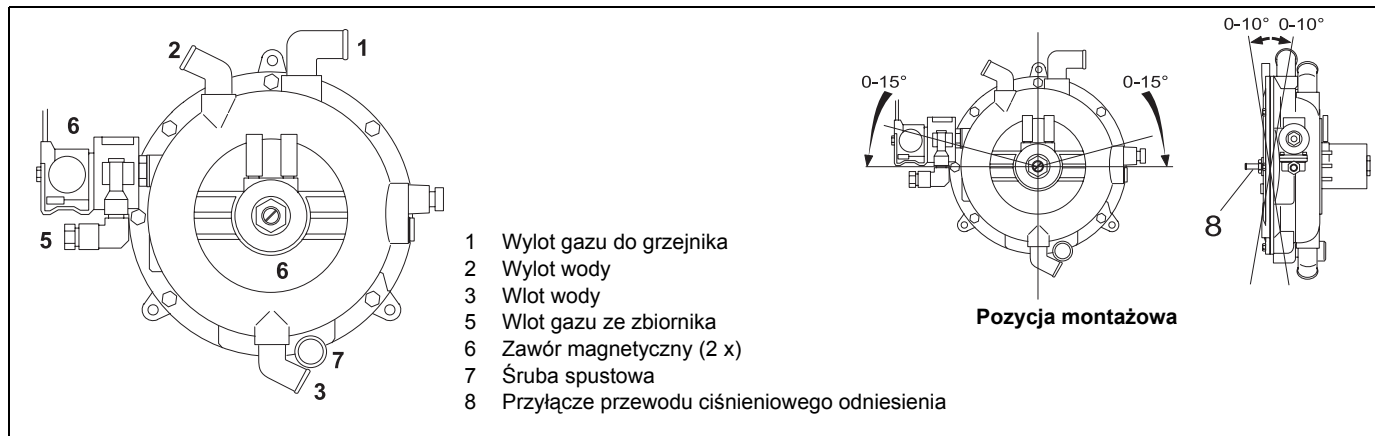 2
1
6
5
6
7
3
1 Wylot gazu do grzejnika
2 Wylot wody
3 Wlot wody
5 Wlot gazu ze zbiornika
6 Zawór magnetyczny (2 x)
7 Śruba spustowa
8 Przyłącze przewodu ciśnieniowego odniesienia
0-15°
0-15°
Pozycja montażowa
0-10° 0-10°
8